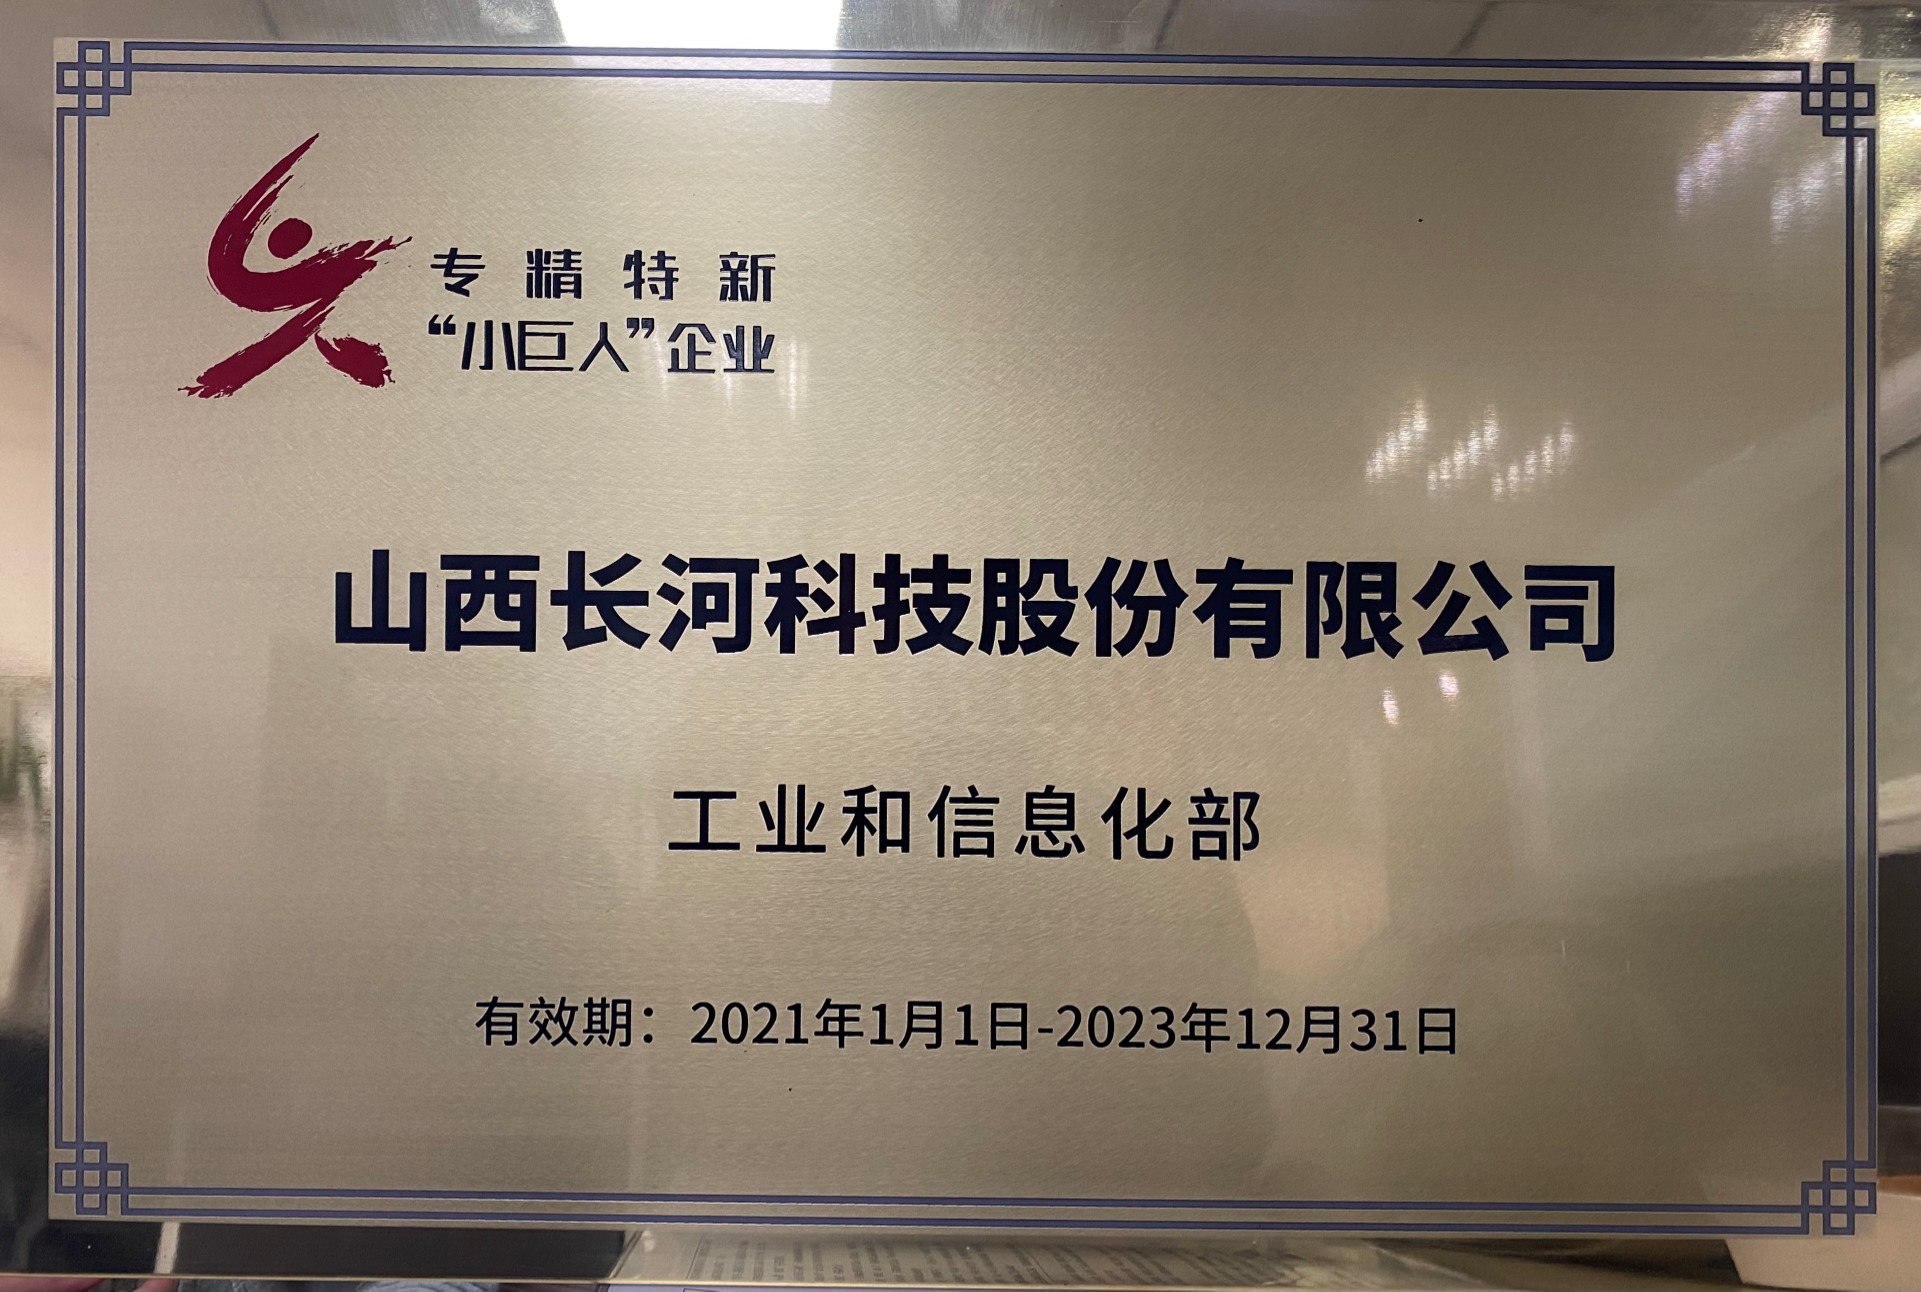 专精特新
“小巨人”企业
山西长河科技股份有限公司
工业和信息化部
有效期：2021年1月1日-2023年12月31日